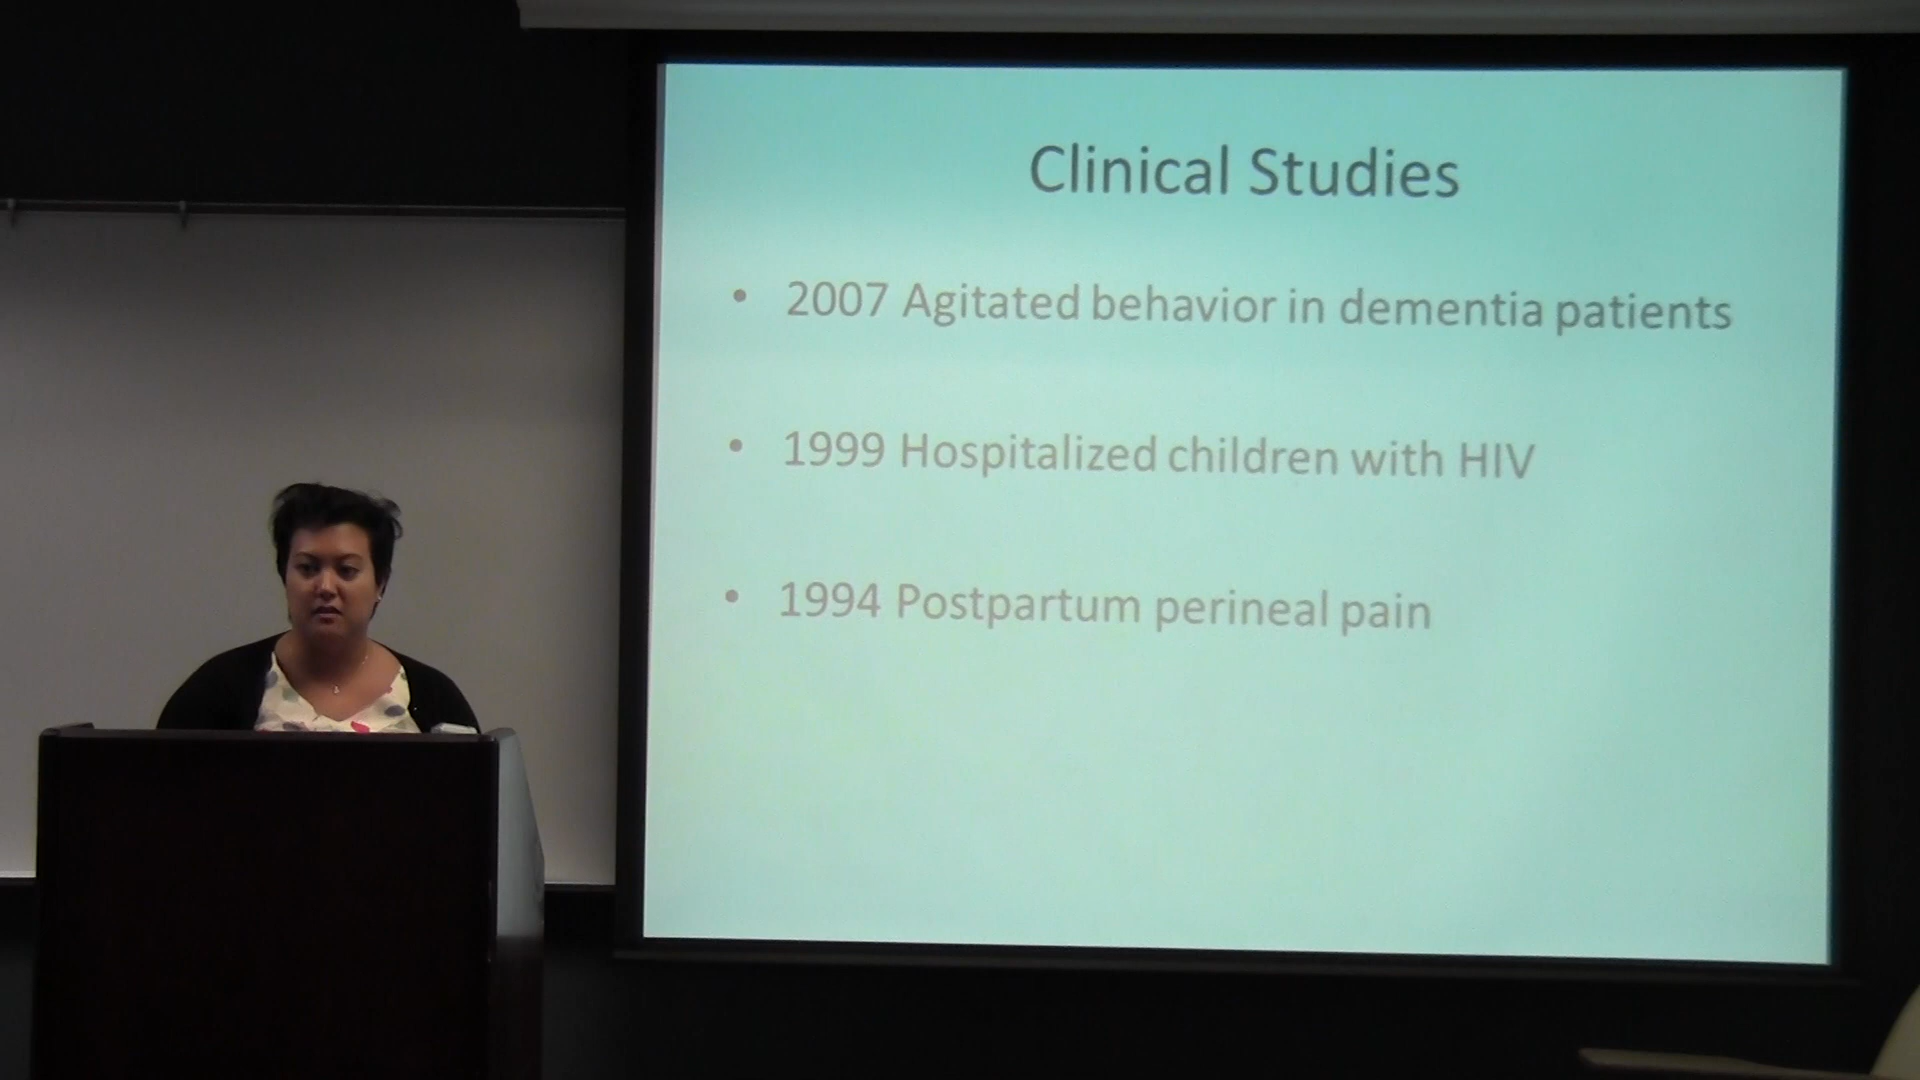 Clinical Studies
• 2007 Agitated behavior in dementia patients
• 1999 Hospitalized children with HIV
• 1994 Postpartum perineal pain